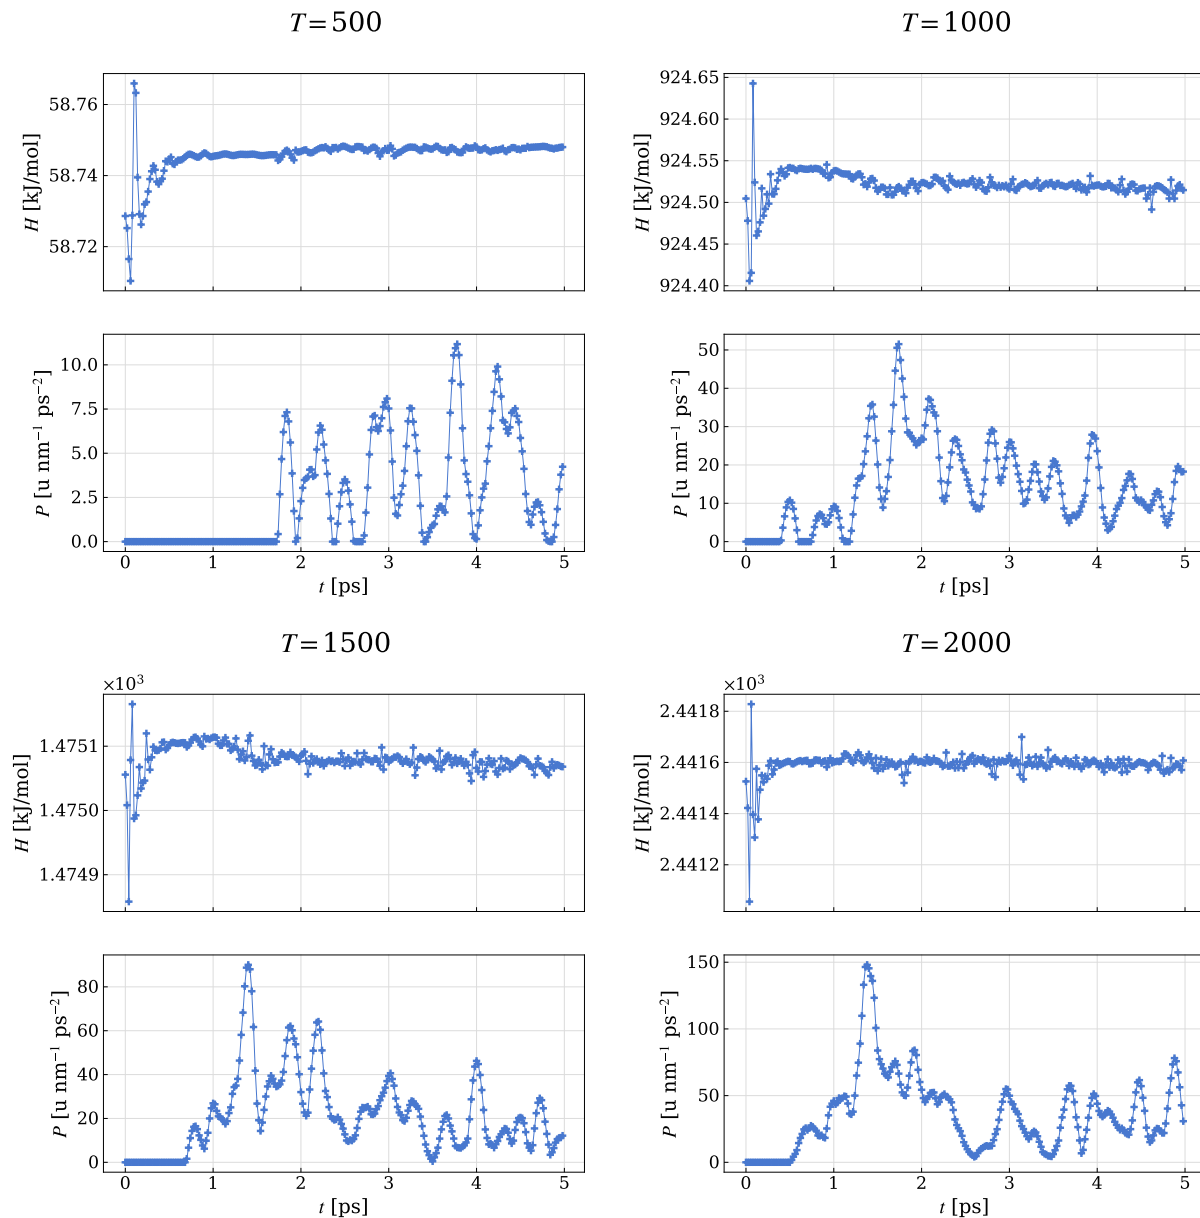 T = 500
H [kJ/mol]
58.76
58.74
58.72
P [u nm⁻¹ ps⁻²]
10.0
7.5
5.0
2.5
0.0
0 1 2 3 4 5
t [ps]
T = 1000
H [kJ/mol]
924.65
924.60
924.55
924.50
924.45
924.40
P [u nm⁻¹ ps⁻²]
50
40
30
20
10
0
0 1 2 3 4 5
t [ps]
T = 1500
×10³
H [kJ/mol]
1.4751
1.4750
1.4749
P [u nm⁻¹ ps⁻²]
80
60
40
20
0
0 1 2 3 4 5
t [ps]
T = 2000
×10³
H [kJ/mol]
2.4418
2.4416
2.4414
2.4412
P [u nm⁻¹ ps⁻²]
150
100
50
0
0 1 2 3 4 5
t [ps]